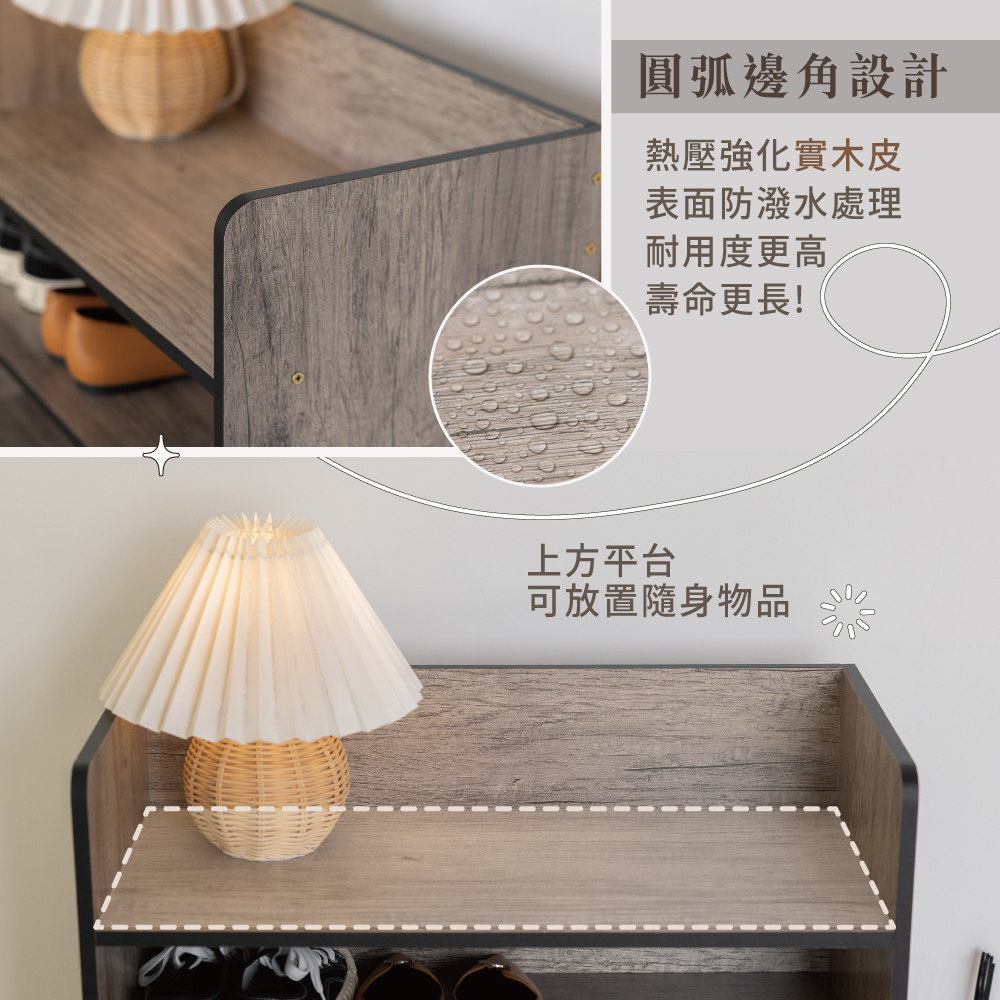 圓弧邊角設計
熱壓強化實木皮
表面防潑水處理
耐用度更高
壽命更長!
上方平台
可放置隨身物品